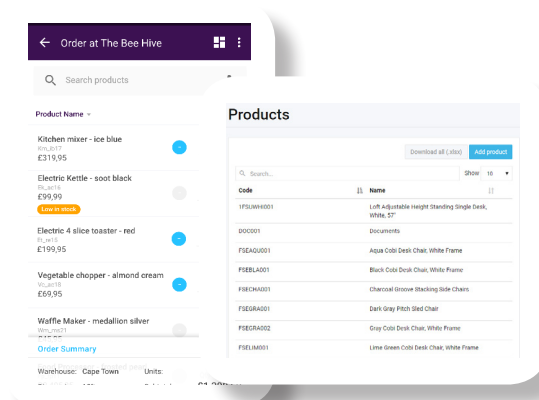 Order at The Bee Hive
Search products
Product Name
Kitchen mixer - ice blue
Km_ib17
£319,95
Electric Kettle - soot black
Ek_ac16
£99,99
Low in stock
Electric 4 slice toaster - red
Et_re15
£199,95
Vegetable chopper - almond cream
Vc_ac18
£69,95
Waffle Maker - medallion silver
Wm_me21
Order Summary
Warehouse: Cape Town Units:
Products
Download all (.xlsx) Add product
Search... Show 10
Code Name
1FSUWHI001 Loft Adjustable Height Standing Single Desk,
White, 57"
DOC001 Documents
FSEAQU001 Aqua Cobi Desk Chair, White Frame
FSEBLA001 Black Cobi Desk Chair, White Frame
FSECHA001 Charcoal Groove Stacking Side Chairs
FSEGRA001 Dark Gray Pitch Sled Chair
FSEGRA002 Gray Cobi Desk Chair, White Frame
FSELIM001 Lime Green Cobi Desk Chair, White Frame